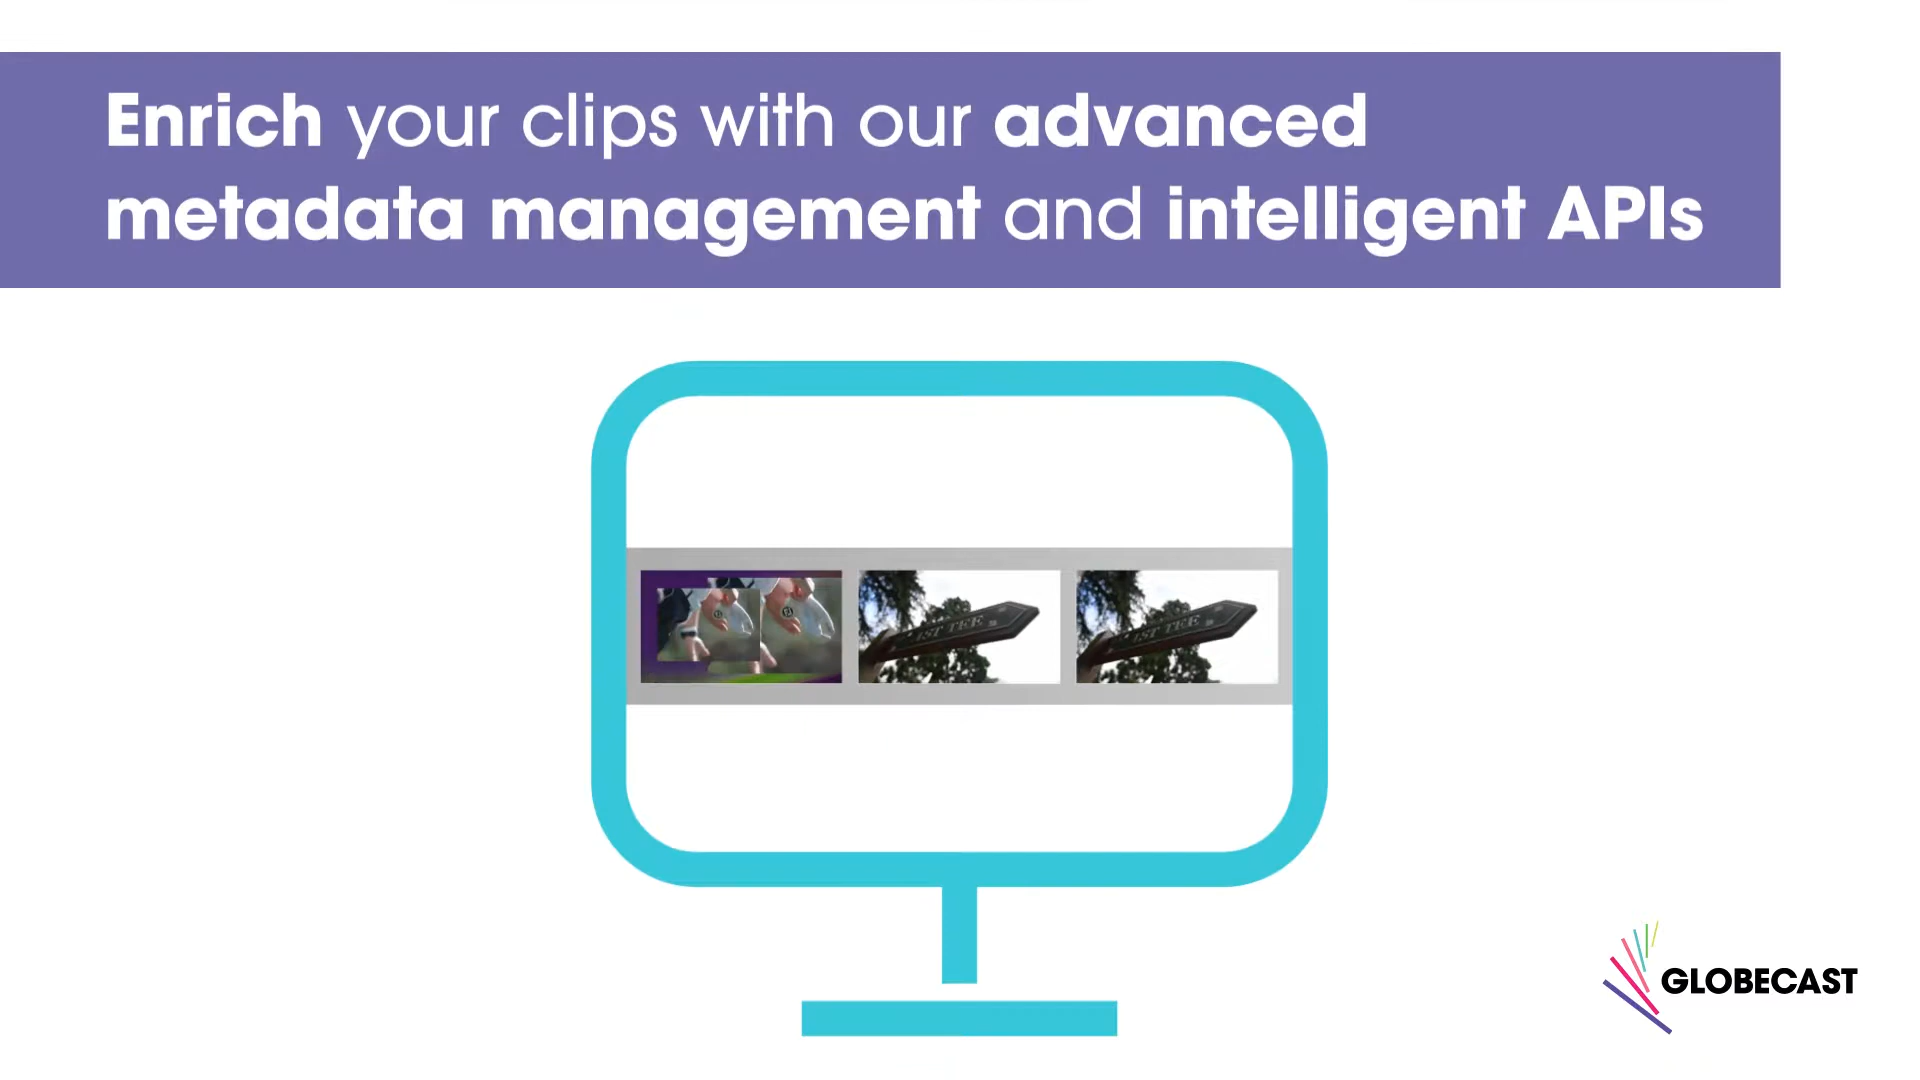 Enrich your clips with our advanced
metadata management and intelligent APIs
1ST TEE
1ST TEE
GLOBECAST